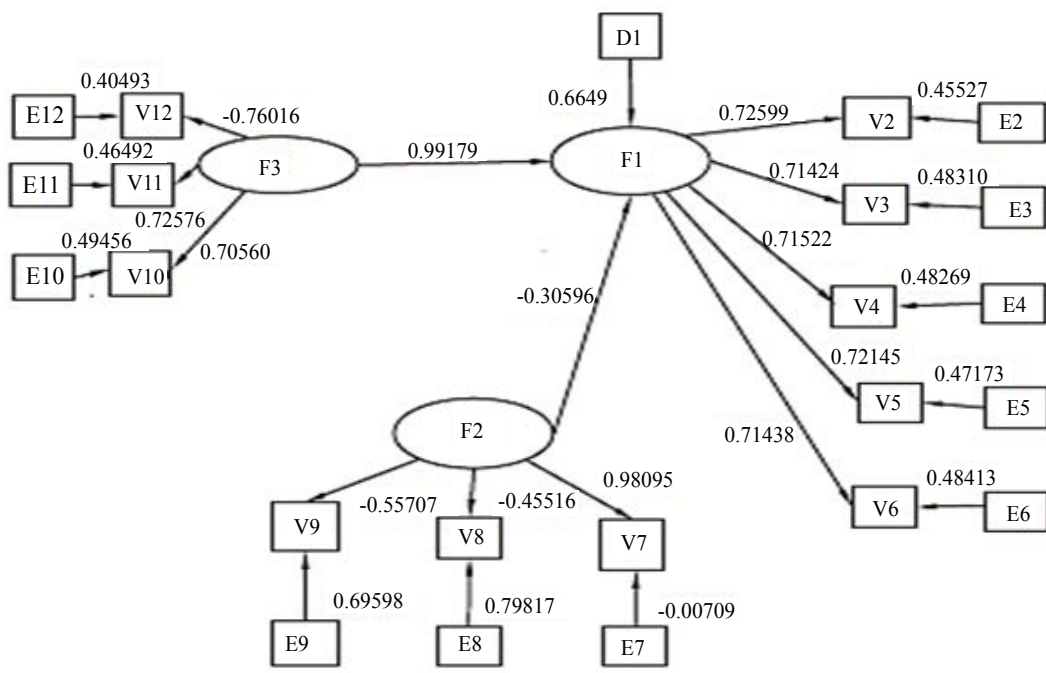 D1
0.40493
0.6649
0.45527
E12
V12
-0.76016
0.72599
V2
E2
0.46492
F3
0.99179
F1
0.71424
0.48310
E11
V11
V3
E3
0.72576
0.49456
0.70560
0.71522
E10
V10
-0.30596
0.48269
V4
E4
0.72145
0.47173
V5
E5
F2
0.71438
0.98095
0.48413
-0.55707
-0.45516
V6
E6
V9
V8
V7
0.69598
0.79817
-0.00709
E9
E8
E7